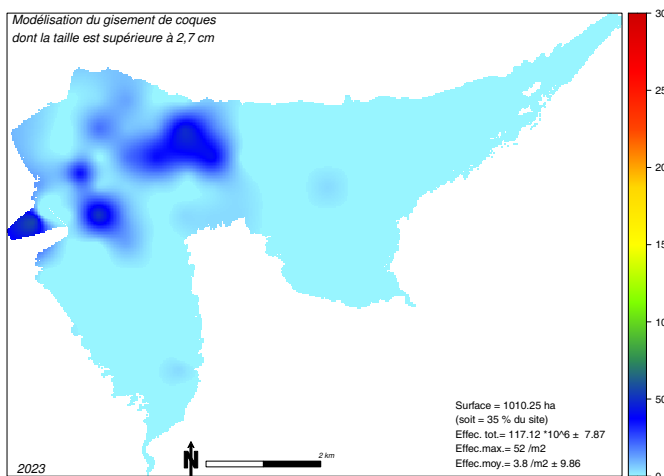 Modélisation du gisement de coques
dont la taille est supérieure à 2,7 cm
30
25
20
15
10
50
0
Surface = 1010.25 ha
(soit = 35 % du site)
Effec. tot.= 117.12 *10^6 ± 7.87
Effec.max.= 52 /m2
Effec.moy.= 3.8 /m2 ± 9.86
2023
N
2 km